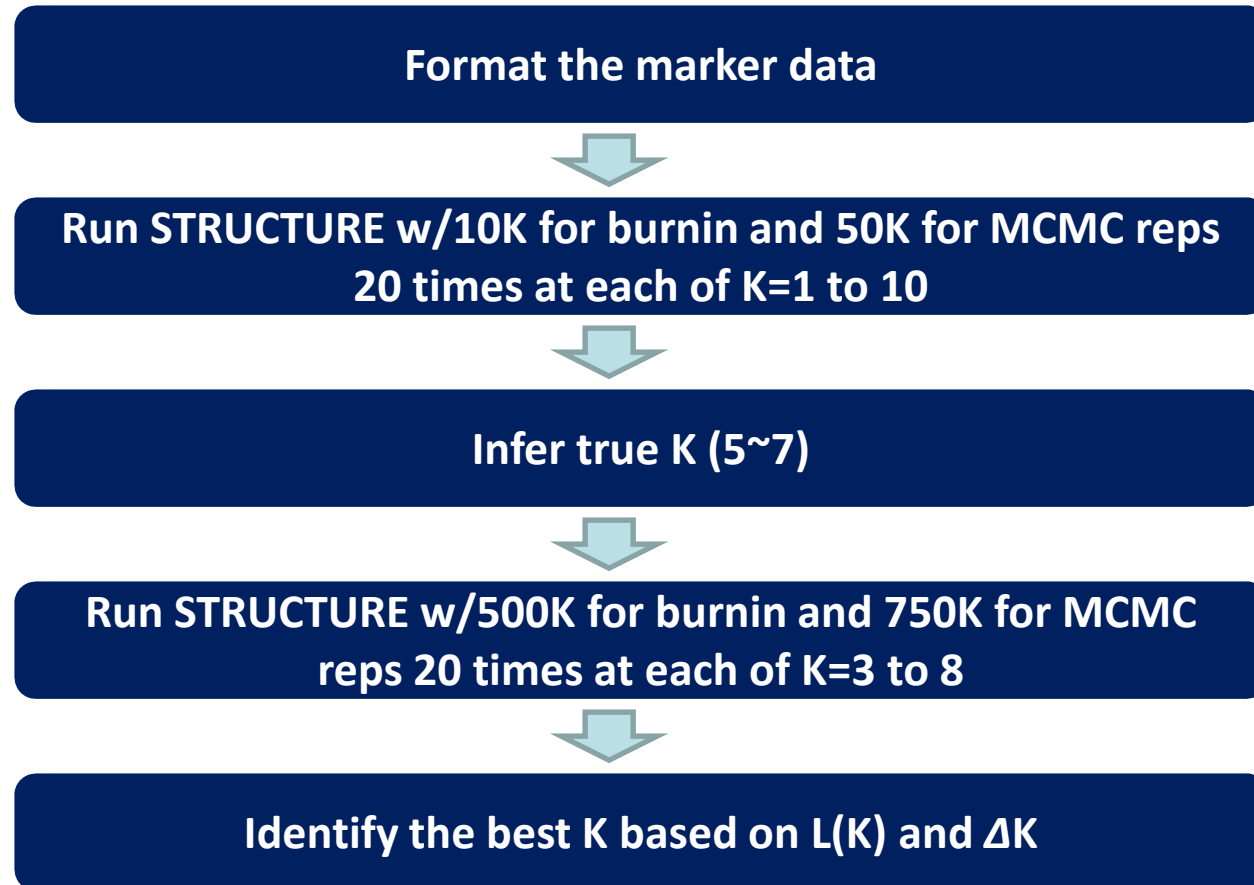 Format the marker data
Run STRUCTURE w/10K for burnin and 50K for MCMC reps
20 times at each of K=1 to 10
Infer true K (5~7)
Run STRUCTURE w/500K for burnin and 750K for MCMC
reps 20 times at each of K=3 to 8
Identify the best K based on L(K) and ΔK